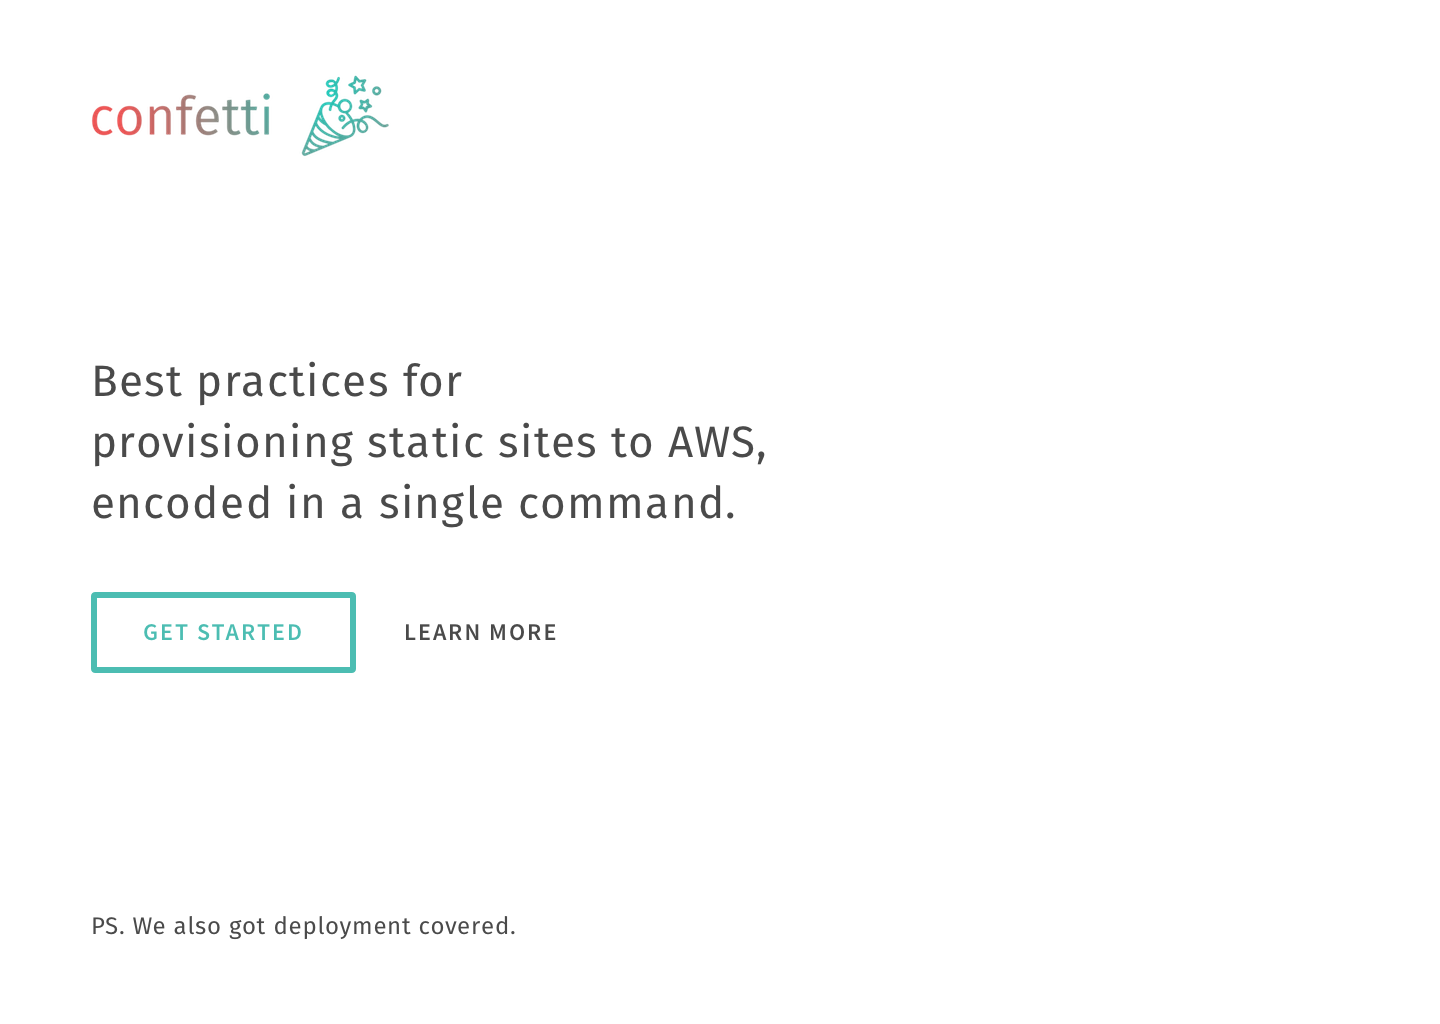 confetti
Best practices for
provisioning static sites to AWS,
encoded in a single command.
GET STARTED
LEARN MORE
PS. We also got deployment covered.